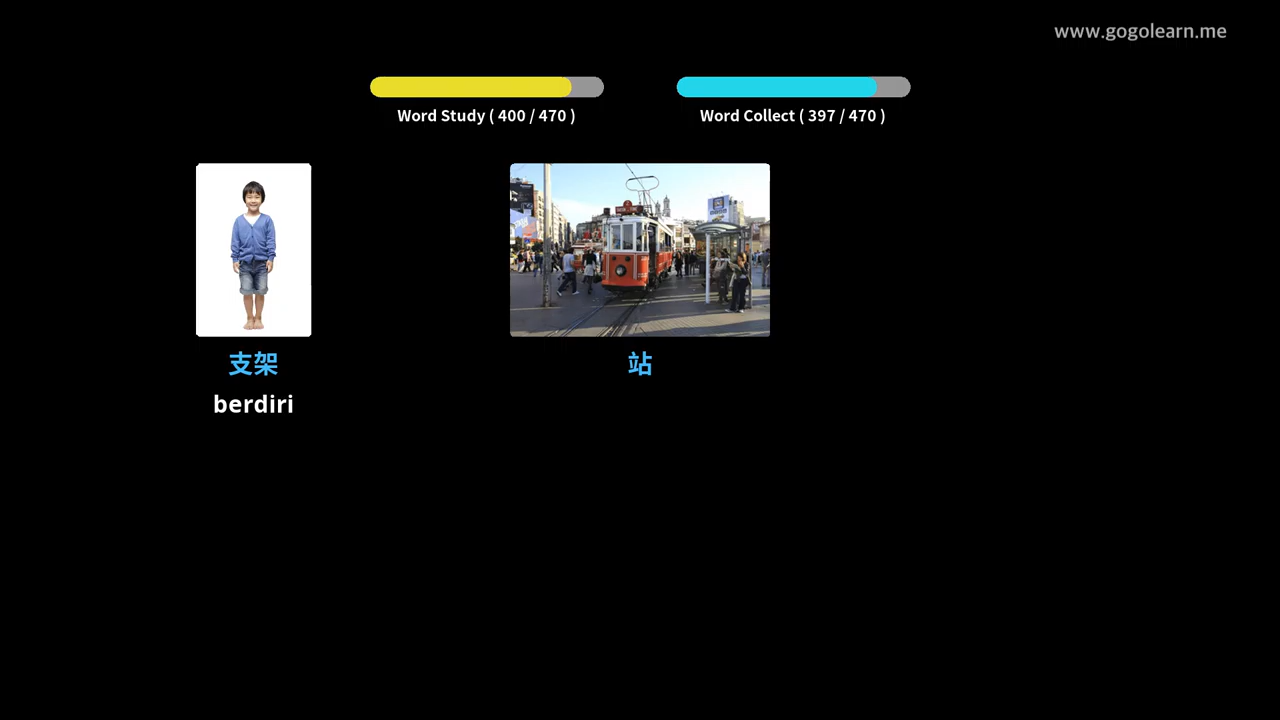 www.gogolearn.me
Word Study ( 400 / 470 )
Word Collect ( 397 / 470 )
支架
站
berdiri